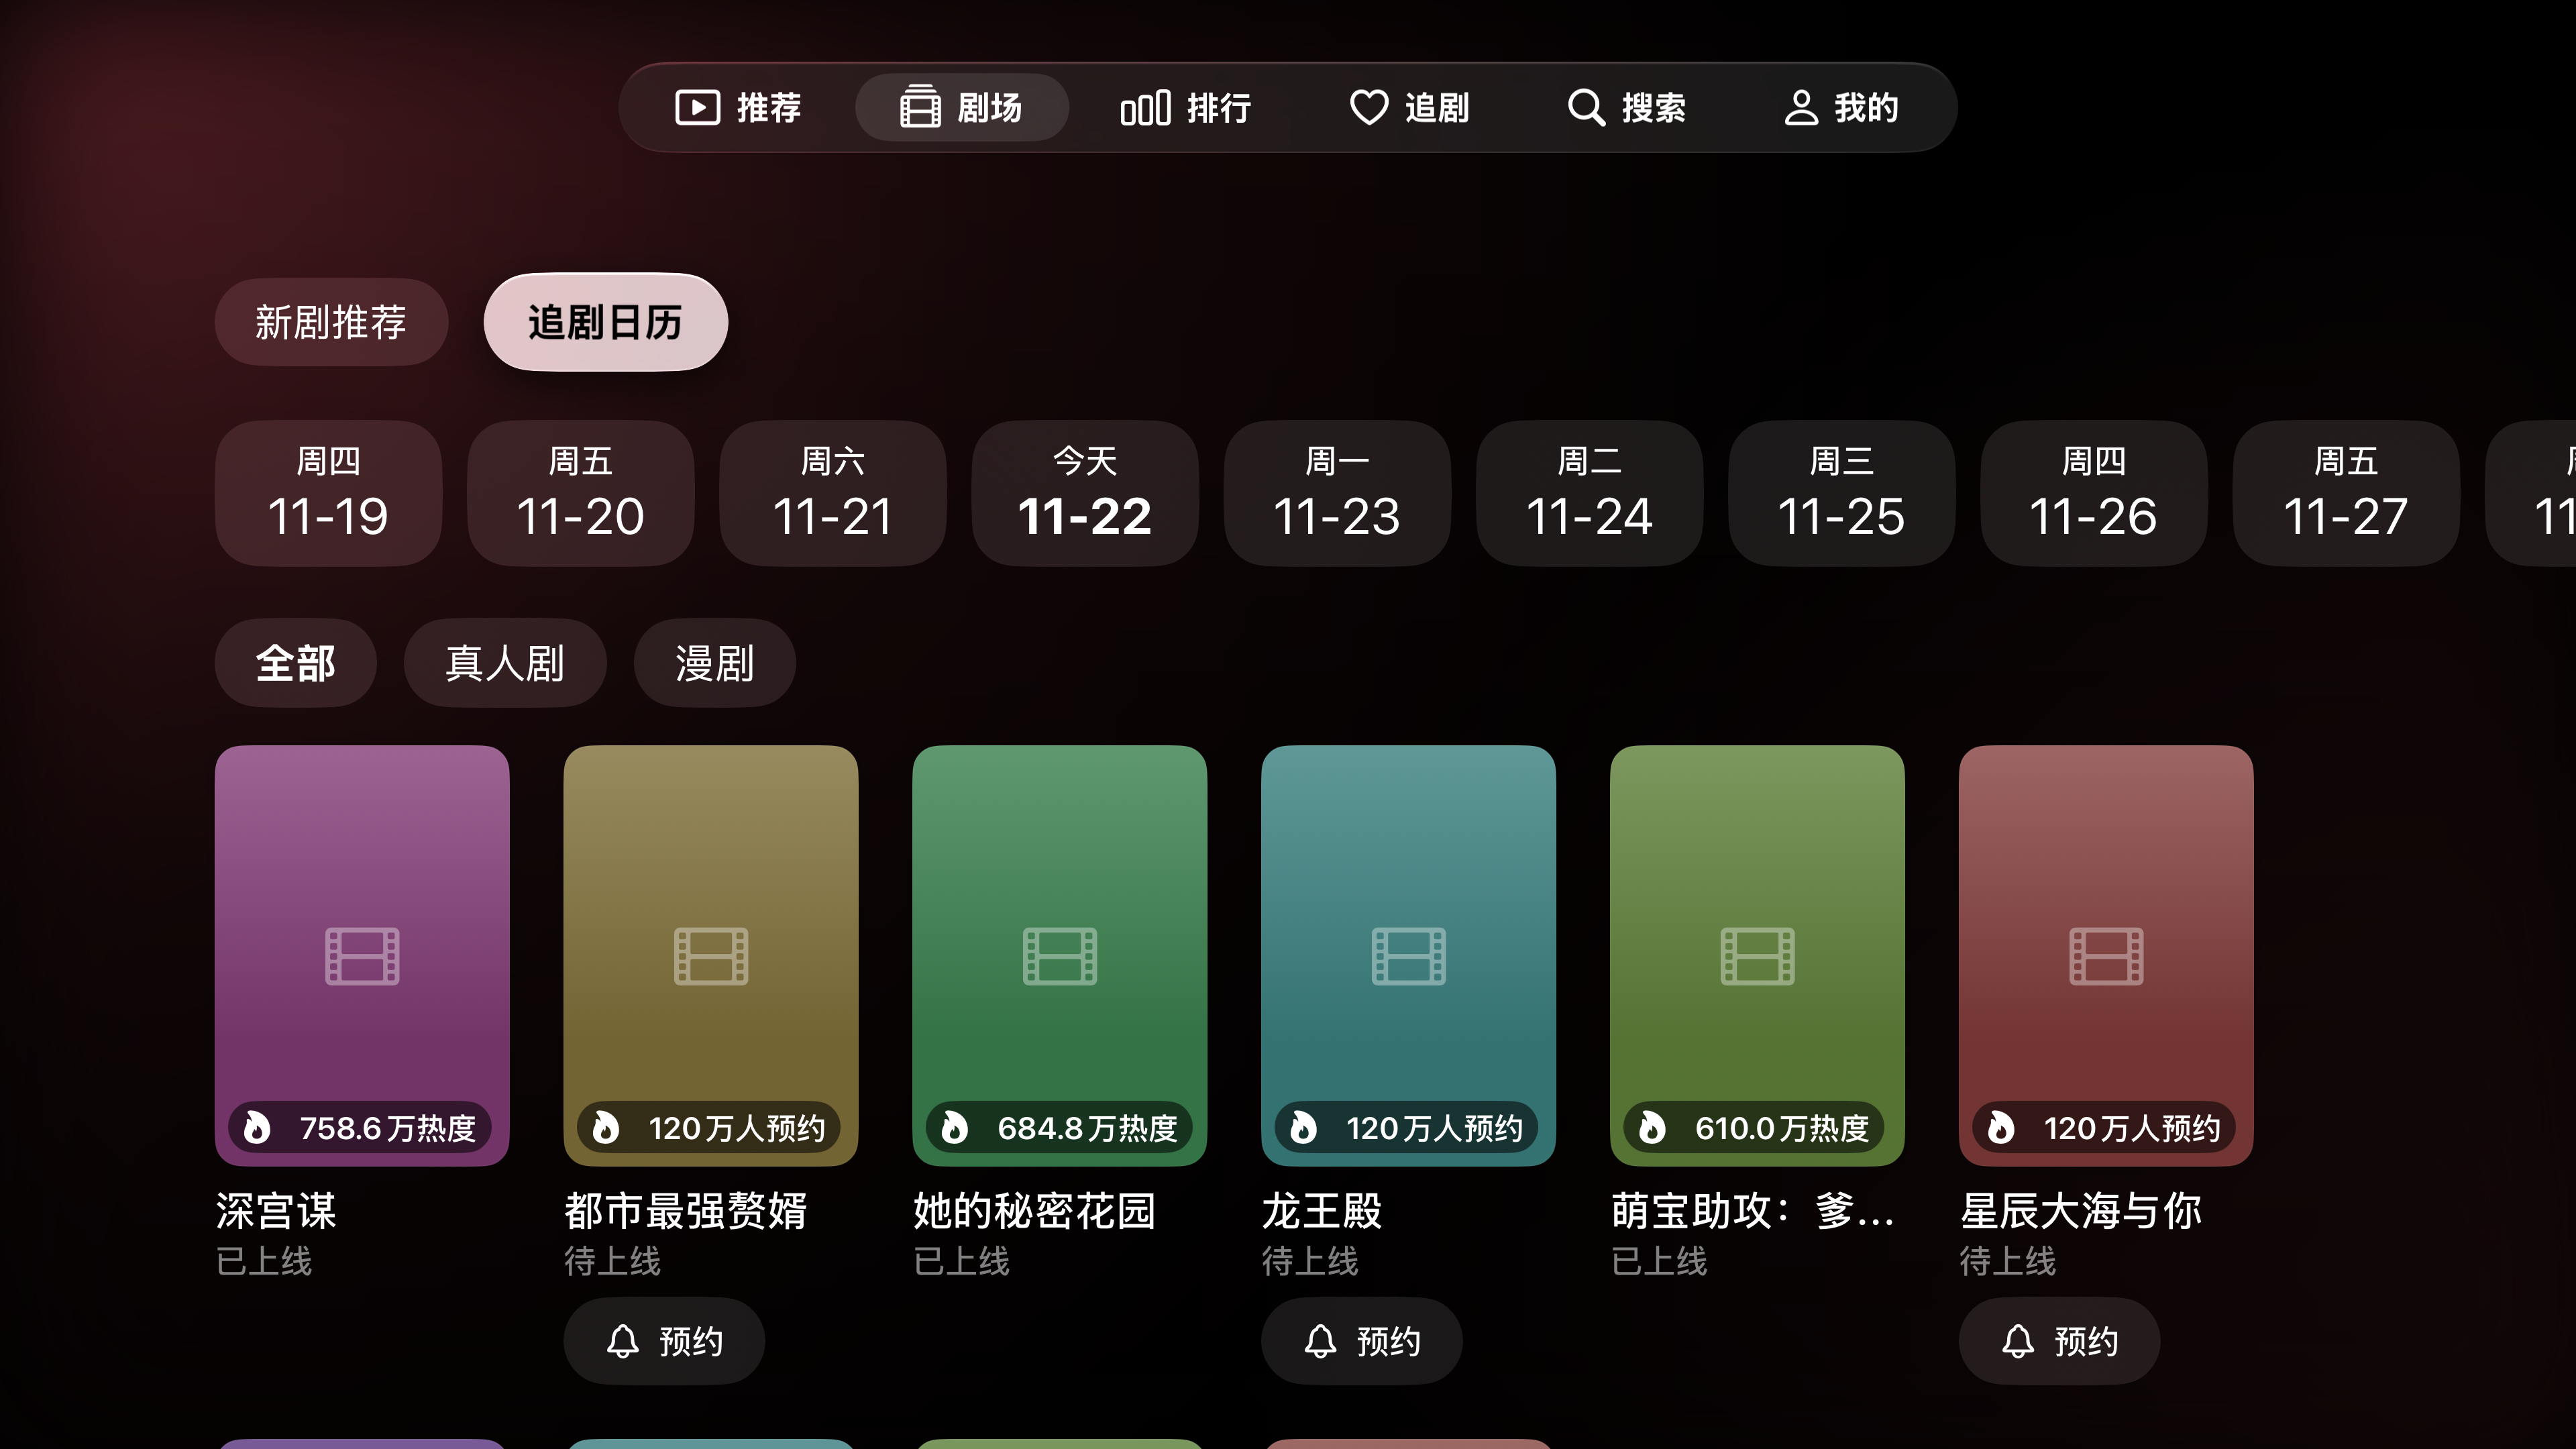 推荐 剧场 排行 追剧 搜索 我的
新剧推荐 追剧日历
周四 周五 周六 今天 周一 周二 周三 周四 周五
11-19 11-20 11-21 11-22 11-23 11-24 11-25 11-26 11-27 11
全部 真人剧 漫剧
758.6万热度 120万人预约 684.8万热度 120万人预约 610.0万热度 120万人预约
深宫谋 都市最强赘婿 她的秘密花园 龙王殿 萌宝助攻：爹… 星辰大海与你
已上线 待上线 已上线 待上线 已上线 待上线
预约 预约 预约